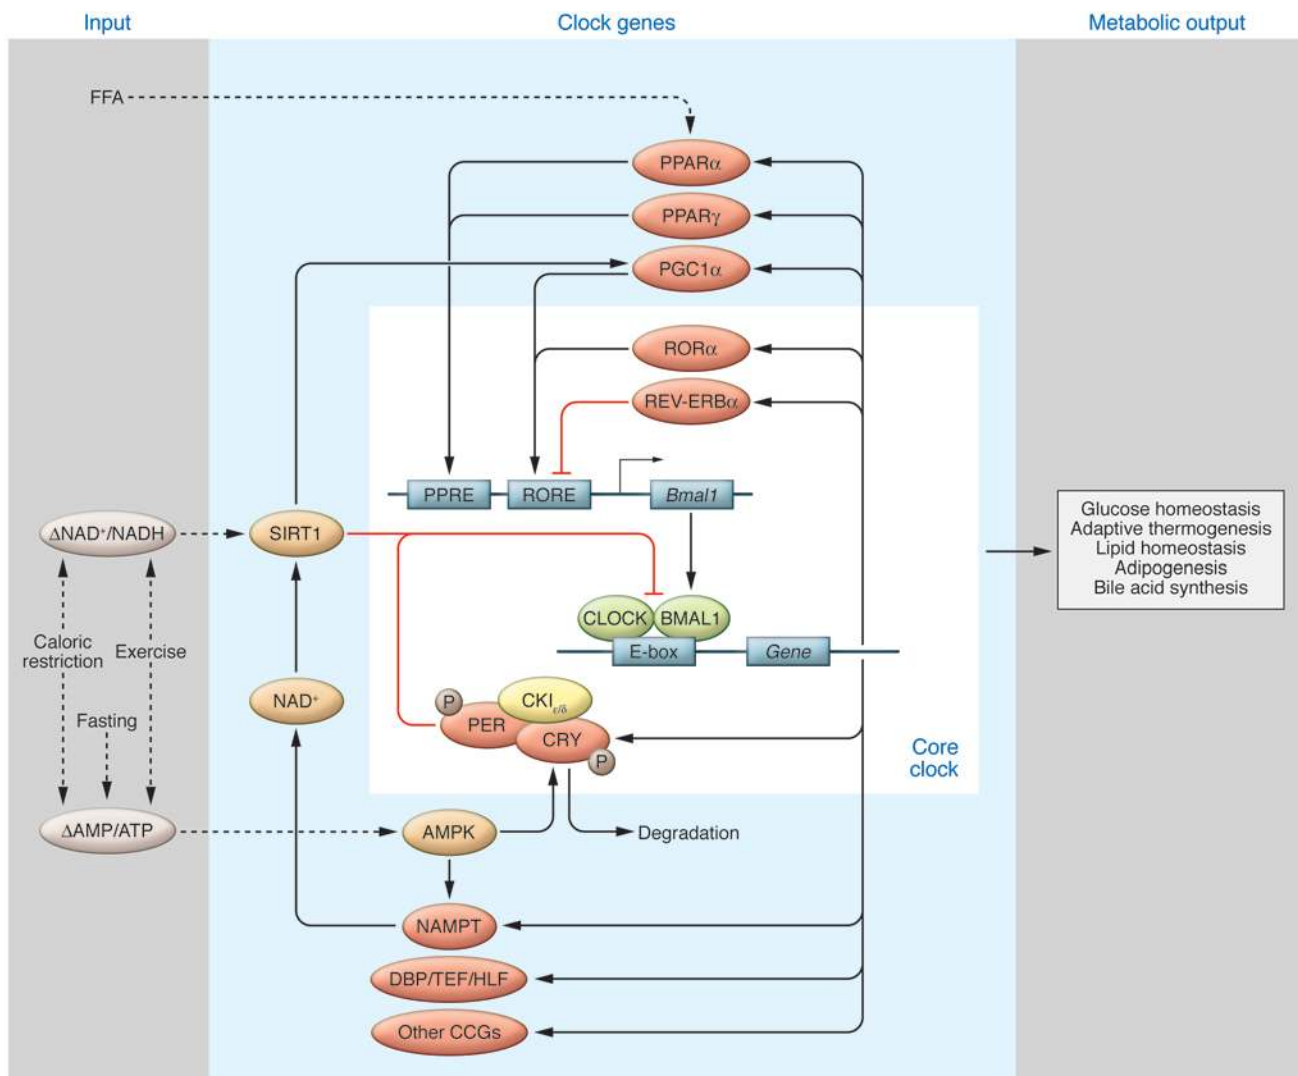 Input
Clock genes
Metabolic output
FFA
PPARα
PPARγ
PGC1α
RORα
REV-ERBα
PPRE
RORE
Bmal1
ΔNAD⁺/NADH
SIRT1
Glucose homeostasis
Adaptive thermogenesis
Lipid homeostasis
Adipogenesis
Bile acid synthesis
CLOCK
BMAL1
E-box
Gene
Caloric
restriction
Exercise
Fasting
NAD⁺
P
CKIε/δ
PER
CRY
P
Core
clock
ΔAMP/ATP
AMPK
Degradation
NAMPT
DBP/TEF/HLF
Other CCGs